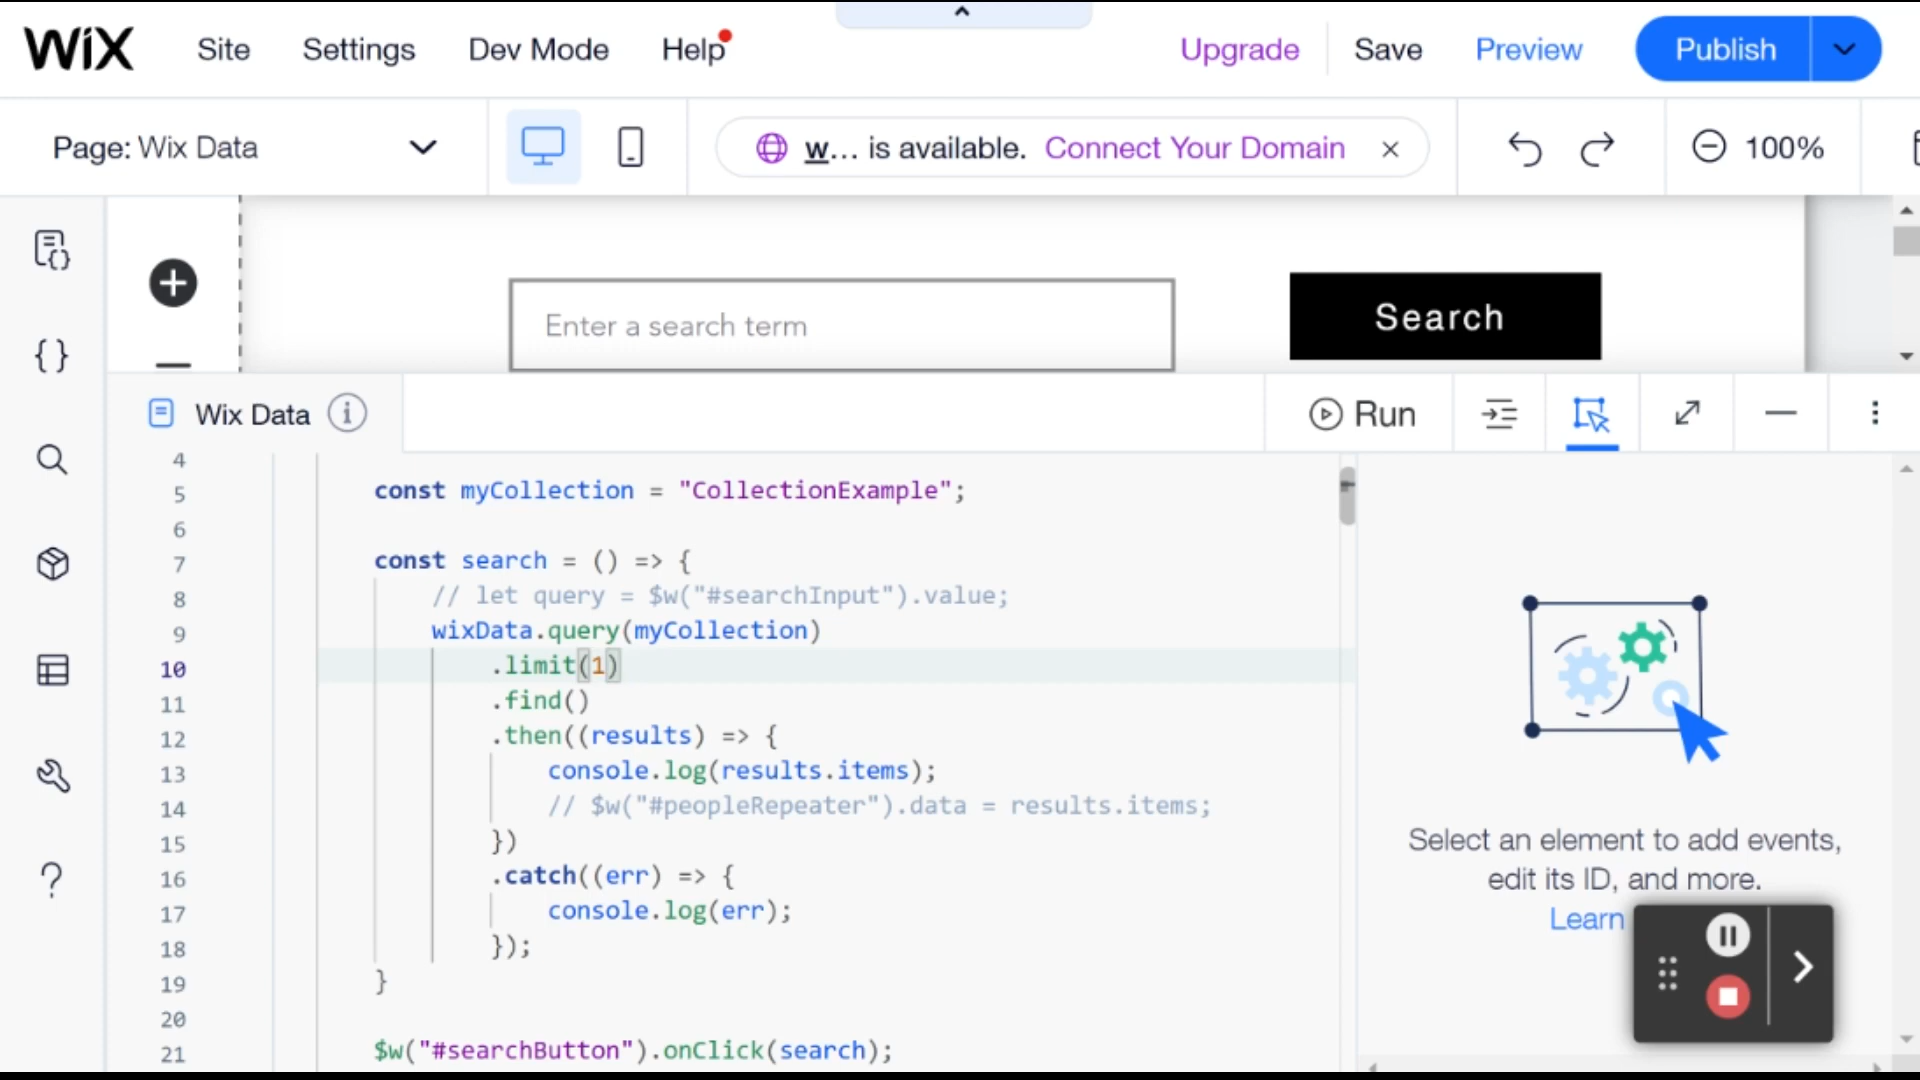 WiX Site Settings Dev Mode Help Upgrade Save Preview Publish
Page: Wix Data w... is available. Connect Your Domain × 100%
Enter a search term Search
Wix Data i Run
4
5 const myCollection = "CollectionExample";
6
7 const search = () => {
8 // let query = $w("#searchInput").value;
9 wixData.query(myCollection)
10 .limit(1)
11 .find()
12 .then((results) => {
13 console.log(results.items);
14 // $w("#peopleRepeater").data = results.items;
15 })
16 .catch((err) => {
17 console.log(err);
18 });
19 }
20
21 $w("#searchButton").onClick(search);
Select an element to add events,
edit its ID, and more.
Learn